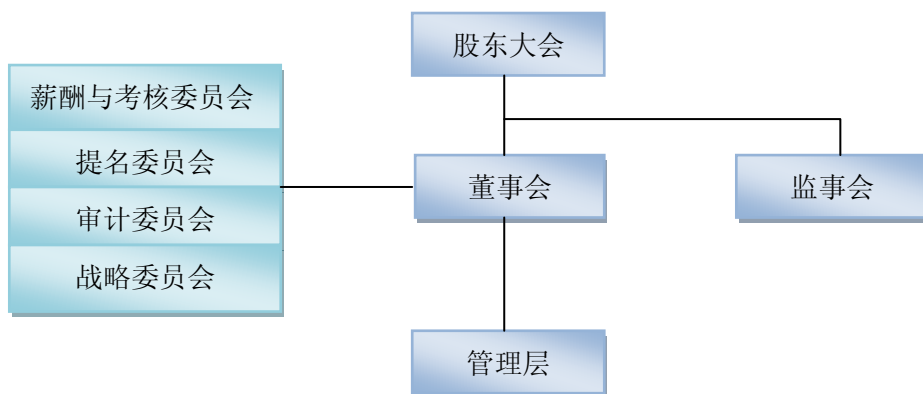 股东大会
薪酬与考核委员会
提名委员会
审计委员会
战略委员会
董事会
监事会
管理层